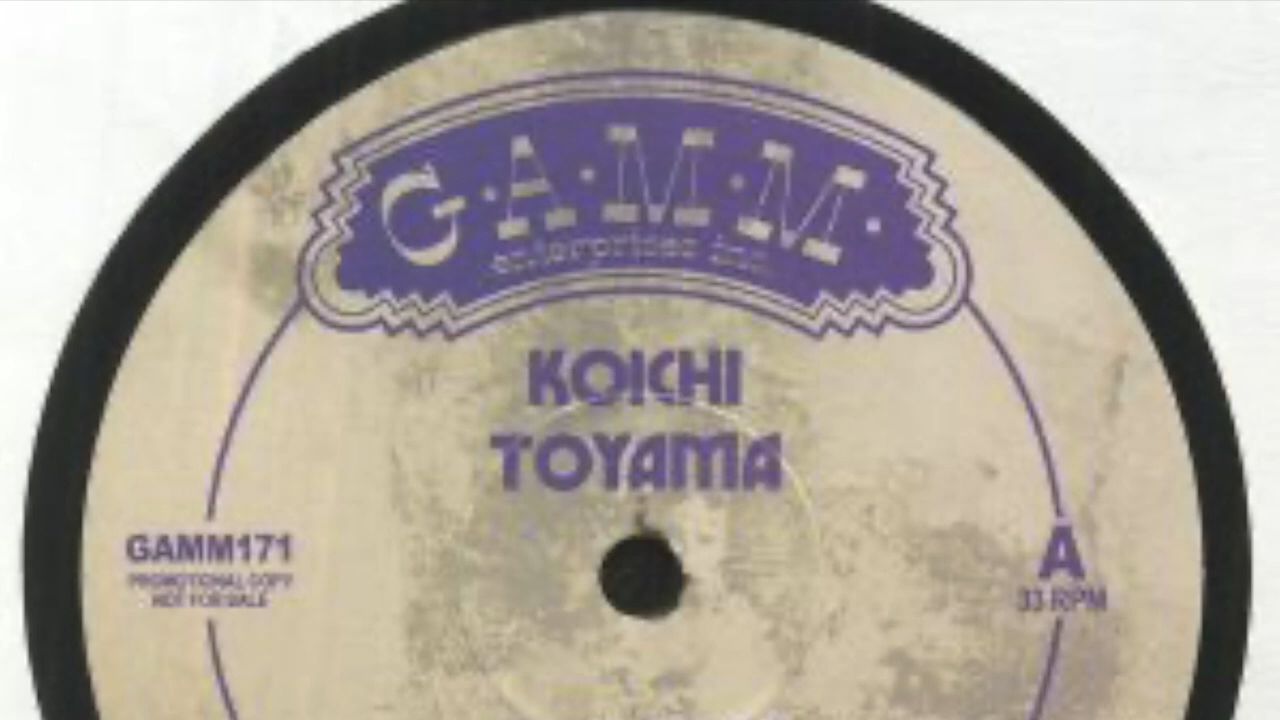 G·A·M·M·
enterprises inc.
KOICHI
TOYAMA
GAMM171
PROMOTIONAL COPY
NOT FOR SALE
A
33 RPM